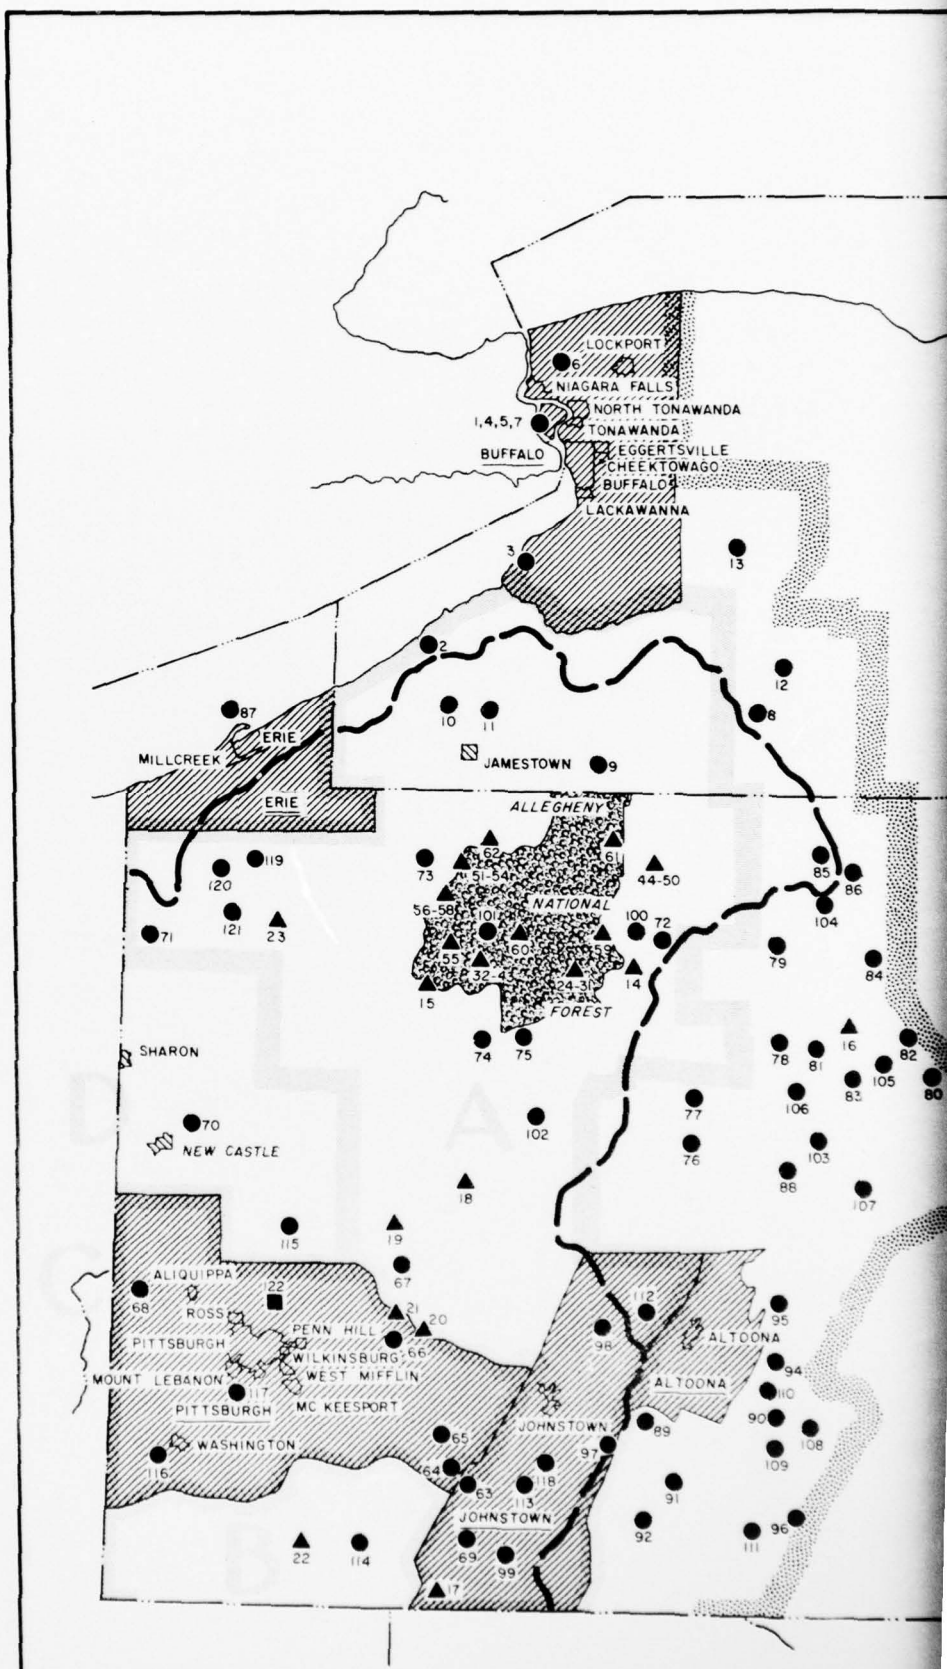 LOCKPORT
6
NIAGARA FALLS
NORTH TONAWANDA
1,4,5,7
TONAWANDA
EGGERTSVILLE
BUFFALO
CHEEKTOWAGO
BUFFALO
LACKAWANNA
3
13
2
12
87
10
11
8
ERIE
MILLCREEK
JAMESTOWN
9
ERIE
ALLEGHENY
62
61
119
73
51-54
44-50
85
120
86
56-58
NATIONAL
121
23
101
100
72
104
71
55
60
59
79
32-43
24-31
14
84
15
FOREST
SHARON
74
75
78
81
16
82
105
83
80
106
77
70
102
NEW CASTLE
76
103
88
18
107
19
115
67
ALIQUIPPA
22
112
68
21
95
ROSS
20
PENN HILL
PITTSBURGH
66
98
ALTOONA
WILKINSBURG
94
MOUNT LEBANON
WEST MIFFLIN
ALTOONA
117
110
PITTSBURGH
MC KEESPORT
JOHNSTOWN
90
89
108
WASHINGTON
65
97
109
116
64
118
63
113
91
JOHNSTOWN
92
96
22
114
69
99
111
17